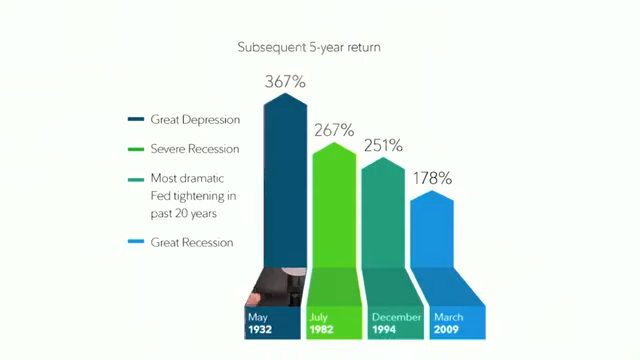 Subsequent 5-year return
367%
267%
251%
178%
Great Depression
Severe Recession
Most dramatic
Fed tightening in
past 20 years
Great Recession
May
1932
July
1982
December
1994
March
2009